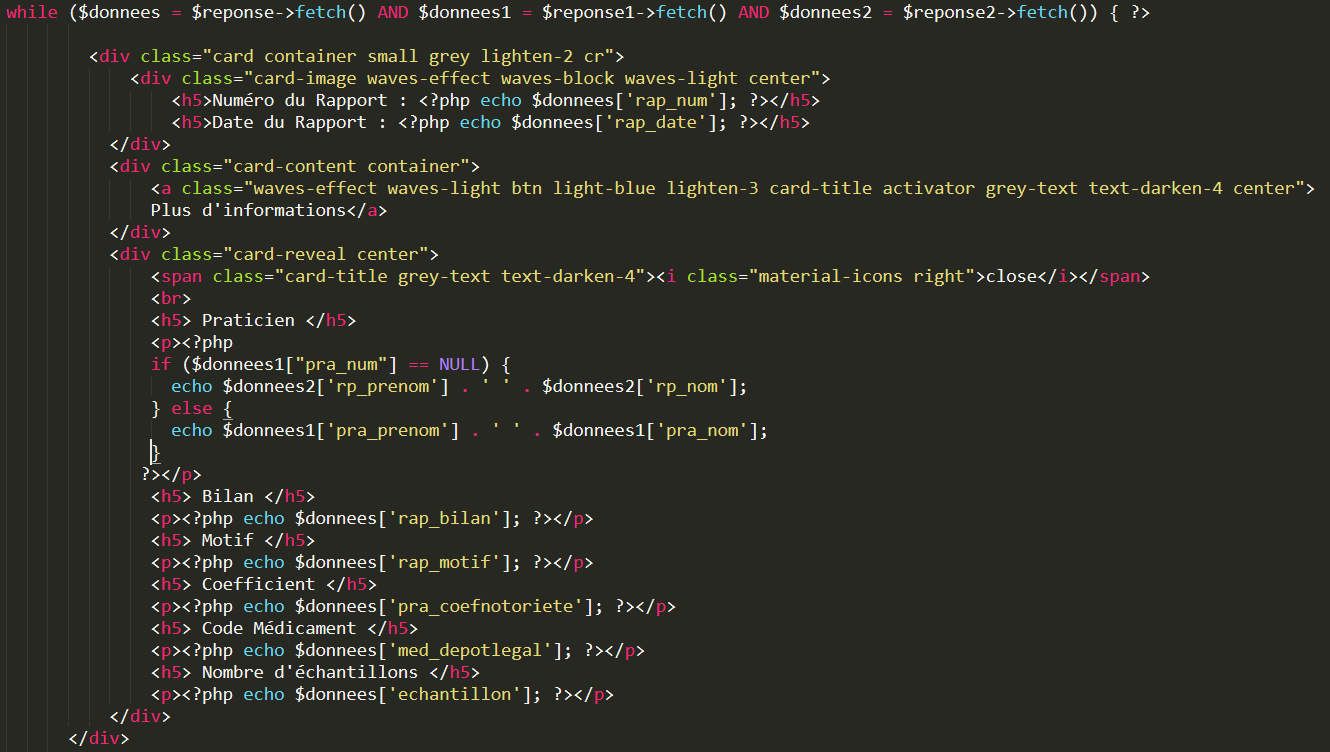 while ($donnees = $reponse->fetch() AND $donnees1 = $reponse1->fetch() AND $donnees2 = $reponse2->fetch()) { ?>
<div class="card container small grey lighten-2 cr">
<div class="card-image waves-effect waves-block waves-light center">
<h5>Numéro du Rapport : <?php echo $donnees['rap_num']; ?></h5>
<h5>Date du Rapport : <?php echo $donnees['rap_date']; ?></h5>
</div>
<div class="card-content container">
<a class="waves-effect waves-light btn light-blue lighten-3 card-title activator grey-text text-darken-4 center">
Plus d'informations</a>
</div>
<div class="card-reveal center">
<span class="card-title grey-text text-darken-4"><i class="material-icons right">close</i></span>
<br>
<h5> Praticien </h5>
<p><?php
if ($donnees1["pra_num"] == NULL) {
echo $donnees2['rp_prenom'] . ' ' . $donnees2['rp_nom'];
} else {
echo $donnees1['pra_prenom'] . ' ' . $donnees1['pra_nom'];
}
?></p>
<h5> Bilan </h5>
<p><?php echo $donnees['rap_bilan']; ?></p>
<h5> Motif </h5>
<p><?php echo $donnees['rap_motif']; ?></p>
<h5> Coefficient </h5>
<p><?php echo $donnees['pra_coefnotoriete']; ?></p>
<h5> Code Médicament </h5>
<p><?php echo $donnees['med_depotlegal']; ?></p>
<h5> Nombre d'échantillons </h5>
<p><?php echo $donnees['echantillon']; ?></p>
</div>
</div>